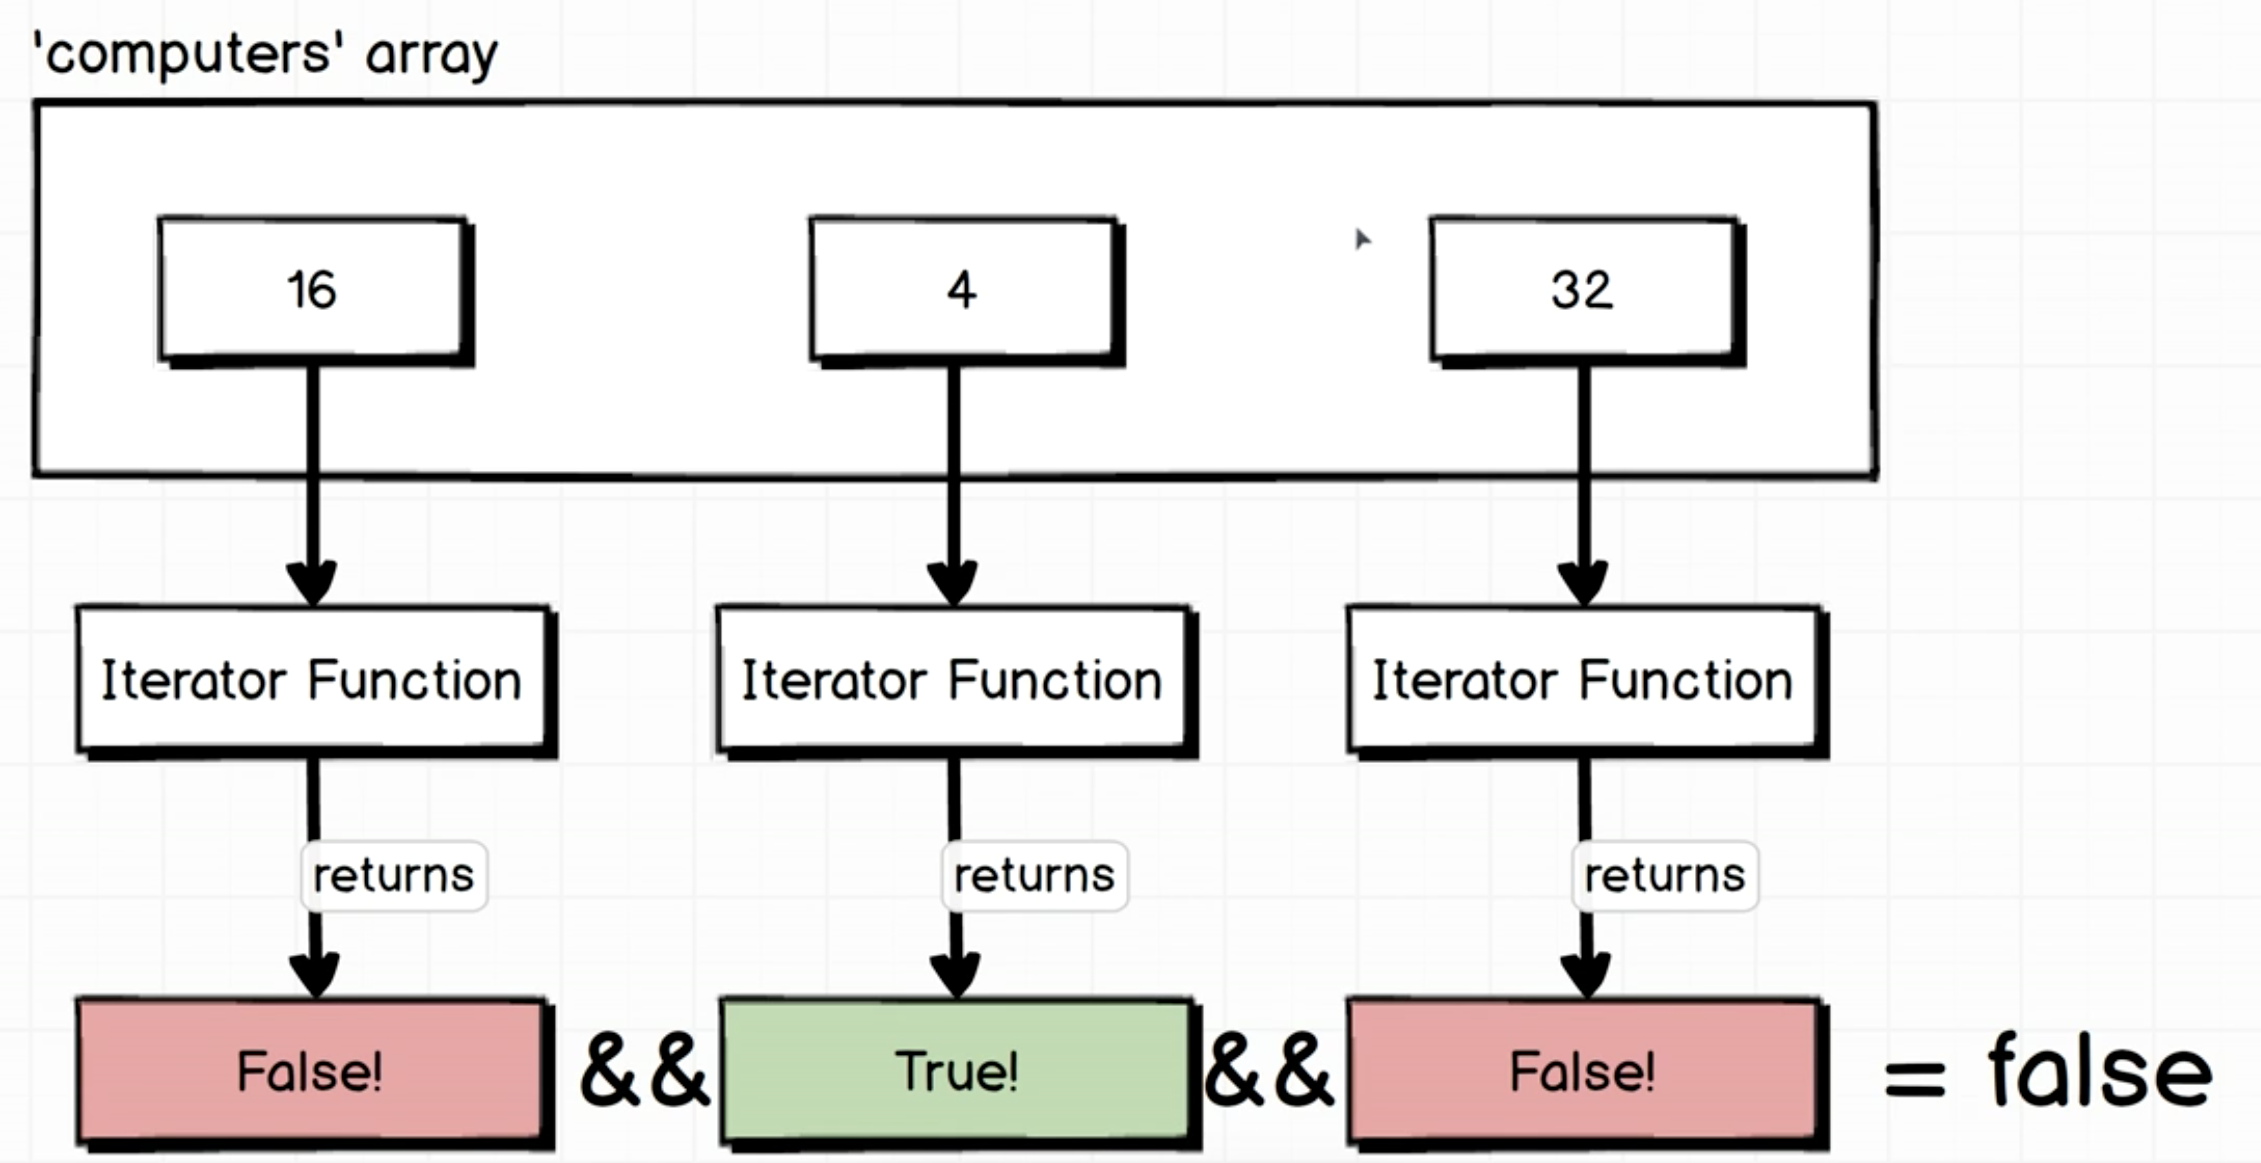 'computers' array
16 4 32
Iterator Function Iterator Function Iterator Function
returns returns returns
False! && True! && False! = false